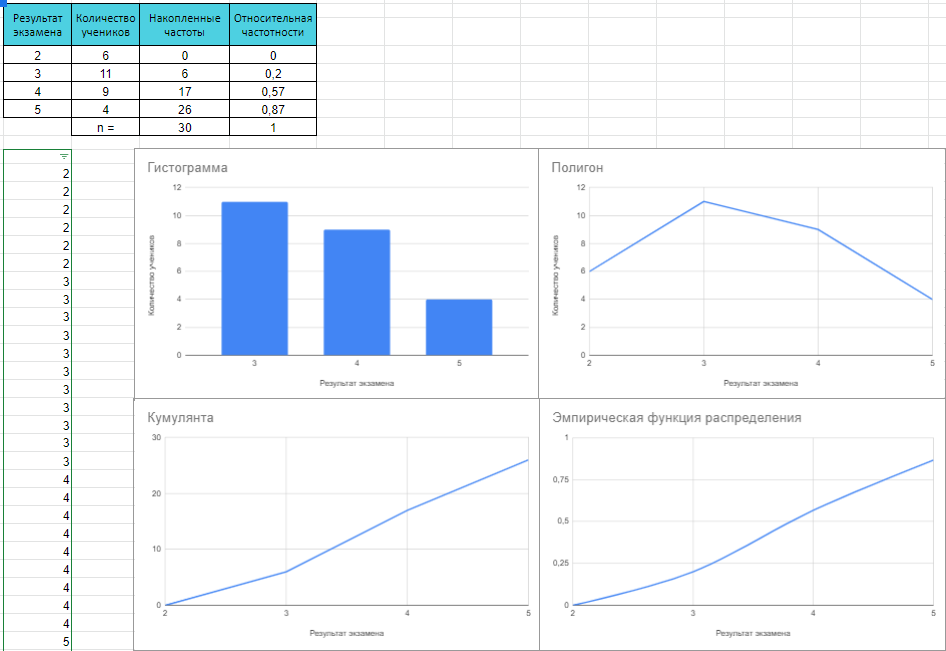 Результат экзамена Количество учеников Накопленные частоты Относительная частотности
2 6 0 0
3 11 6 0,2
4 9 17 0,57
5 4 26 0,87
n = 30 1
2
2
2
2
2
2
3
3
3
3
3
3
3
3
3
3
3
4
4
4
4
4
4
4
4
4
5
Гистограмма
Количество учеников
12
10
8
6
4
2
0
3 4 5
Результат экзамена
Полигон
Количество учеников
12
10
8
6
4
2
0
2 3 4 5
Результат экзамена
Кумулянта
30
20
10
0
2 3 4 5
Результат экзамена
Эмпирическая функция распределения
1
0,75
0,5
0,25
0
2 3 4 5
Результат экзамена